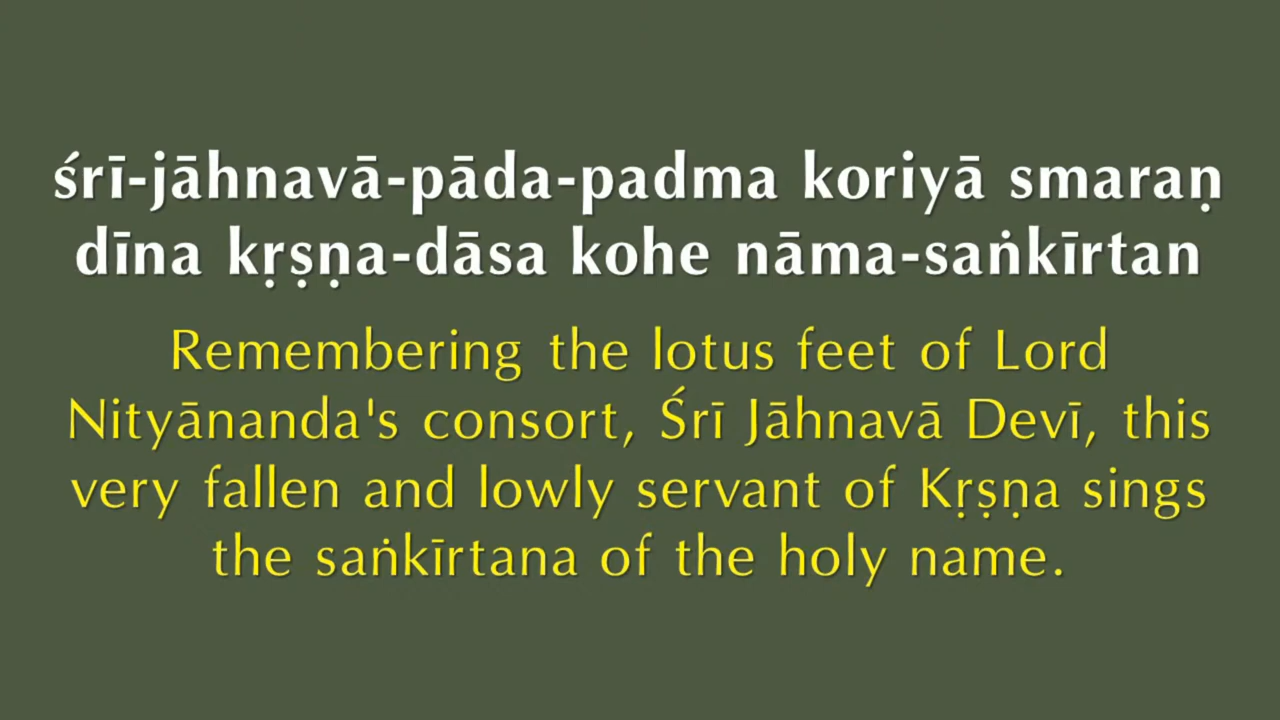 śrī-jāhnavā-pāda-padma koriyā smaraṇ
dīna kṛṣṇa-dāsa kohe nāma-saṅkīrtan
Remembering the lotus feet of Lord
Nityānanda's consort, Śrī Jāhnavā Devī, this
very fallen and lowly servant of Kṛṣṇa sings
the saṅkīrtana of the holy name.